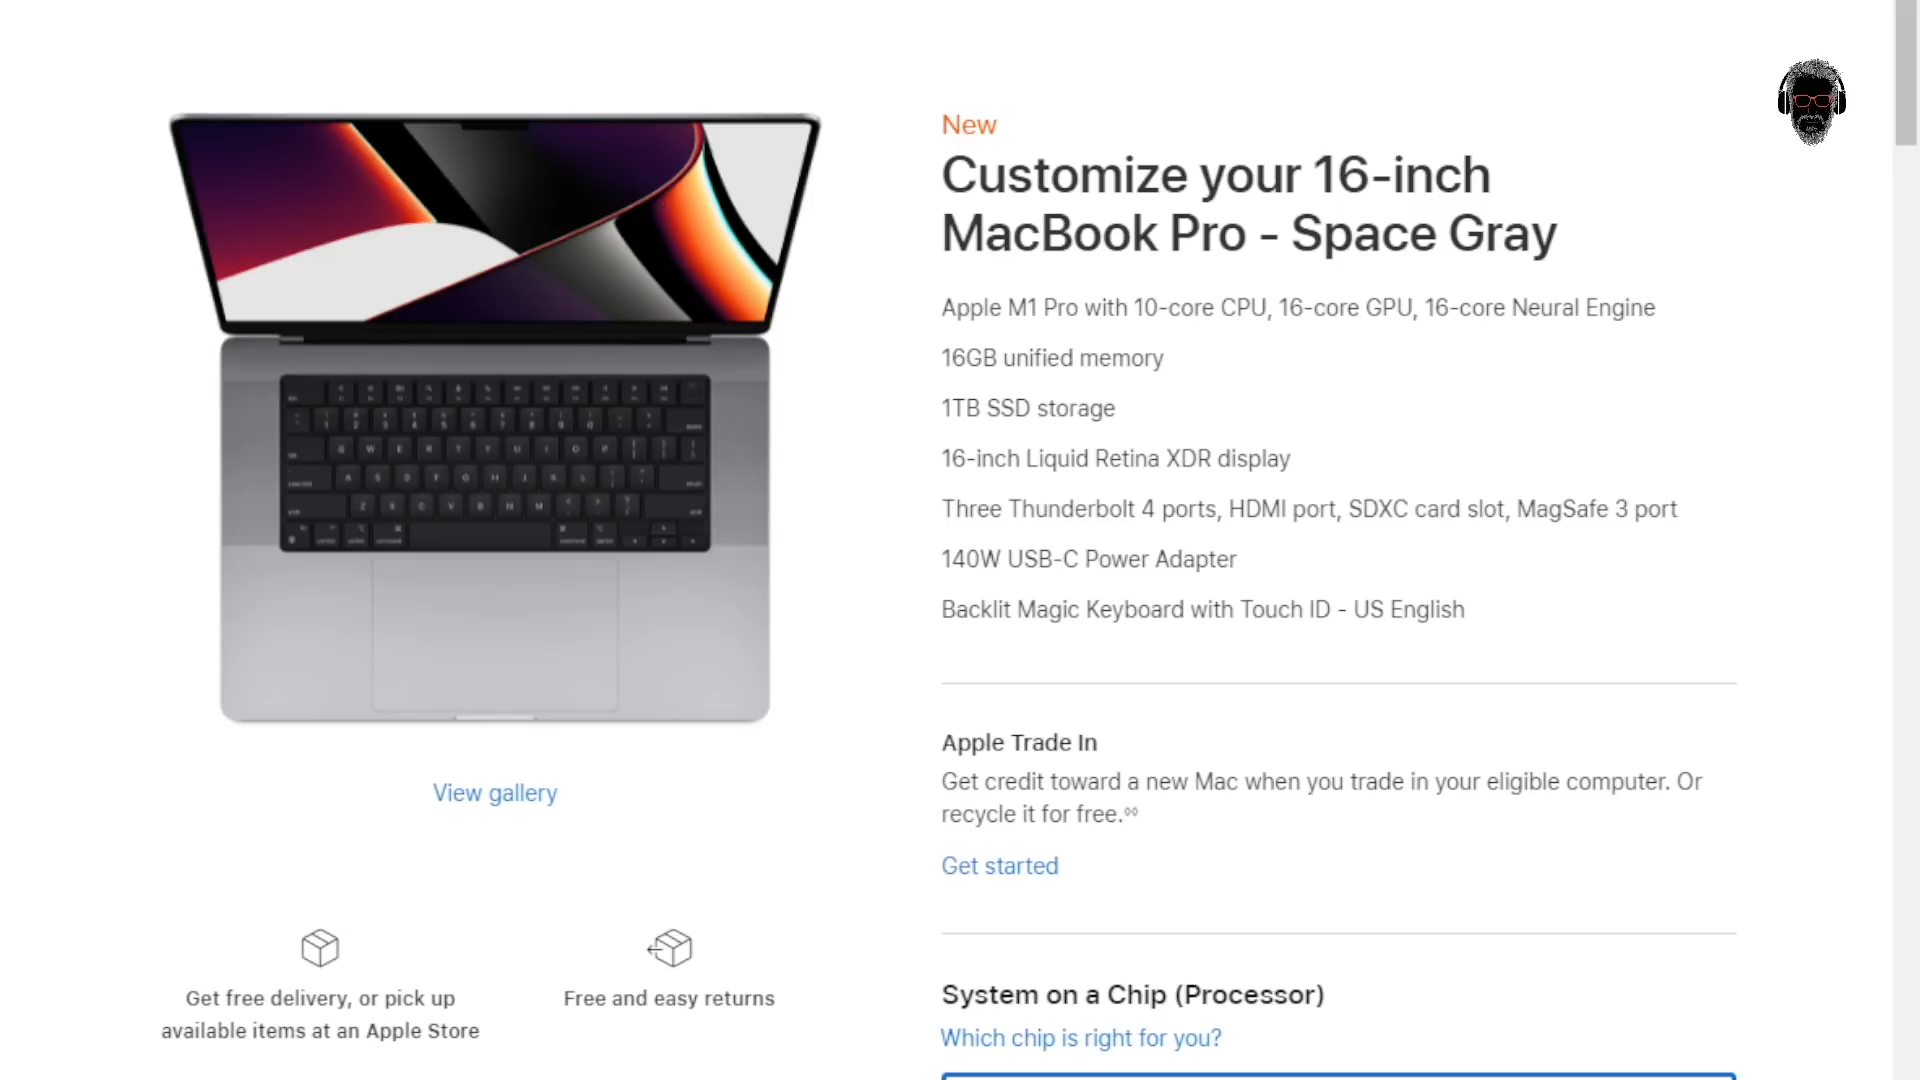 New
Customize your 16-inch
MacBook Pro - Space Gray
Apple M1 Pro with 10-core CPU, 16-core GPU, 16-core Neural Engine
16GB unified memory
1TB SSD storage
16-inch Liquid Retina XDR display
Three Thunderbolt 4 ports, HDMI port, SDXC card slot, MagSafe 3 port
140W USB-C Power Adapter
Backlit Magic Keyboard with Touch ID - US English
Apple Trade In
Get credit toward a new Mac when you trade in your eligible computer. Or
recycle it for free.◊◊
Get started
System on a Chip (Processor)
Which chip is right for you?
View gallery
Get free delivery, or pick up
available items at an Apple Store
Free and easy returns